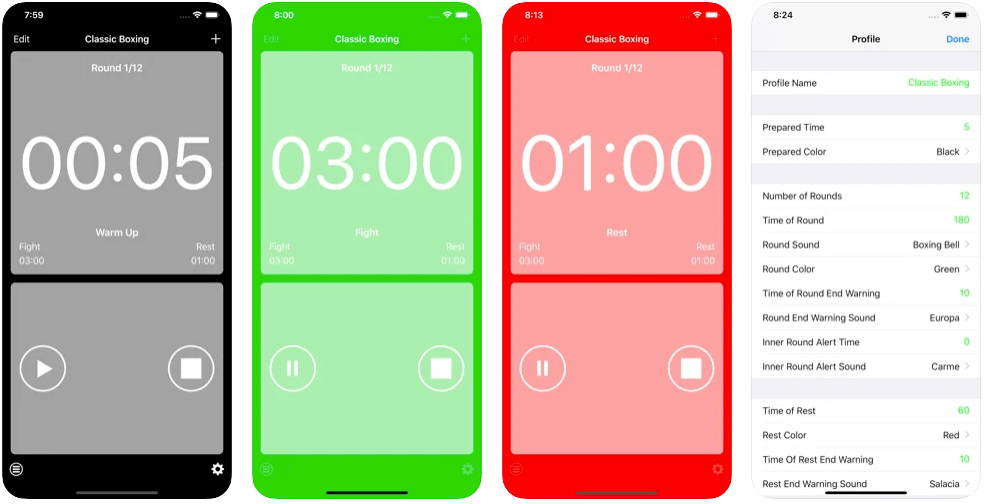 7:59
Edit Classic Boxing +
Round 1/12
00:05
Warm Up
Fight Rest
03:00 01:00
8:00
Edit Classic Boxing +
Round 1/12
03:00
Fight
Fight Rest
03:00 01:00
8:13
Edit Classic Boxing +
Round 1/12
01:00
Rest
Fight Rest
03:00 01:00
8:24
Profile Done
Profile Name Classic Boxing
Prepared Time 5
Prepared Color Black
Number of Rounds 12
Time of Round 180
Round Sound Boxing Bell
Round Color Green
Time of Round End Warning 10
Round End Warning Sound Europa
Inner Round Alert Time 0
Inner Round Alert Sound Carme
Time of Rest 60
Rest Color Red
Time Of Rest End Warning 10
Rest End Warning Sound Salacia